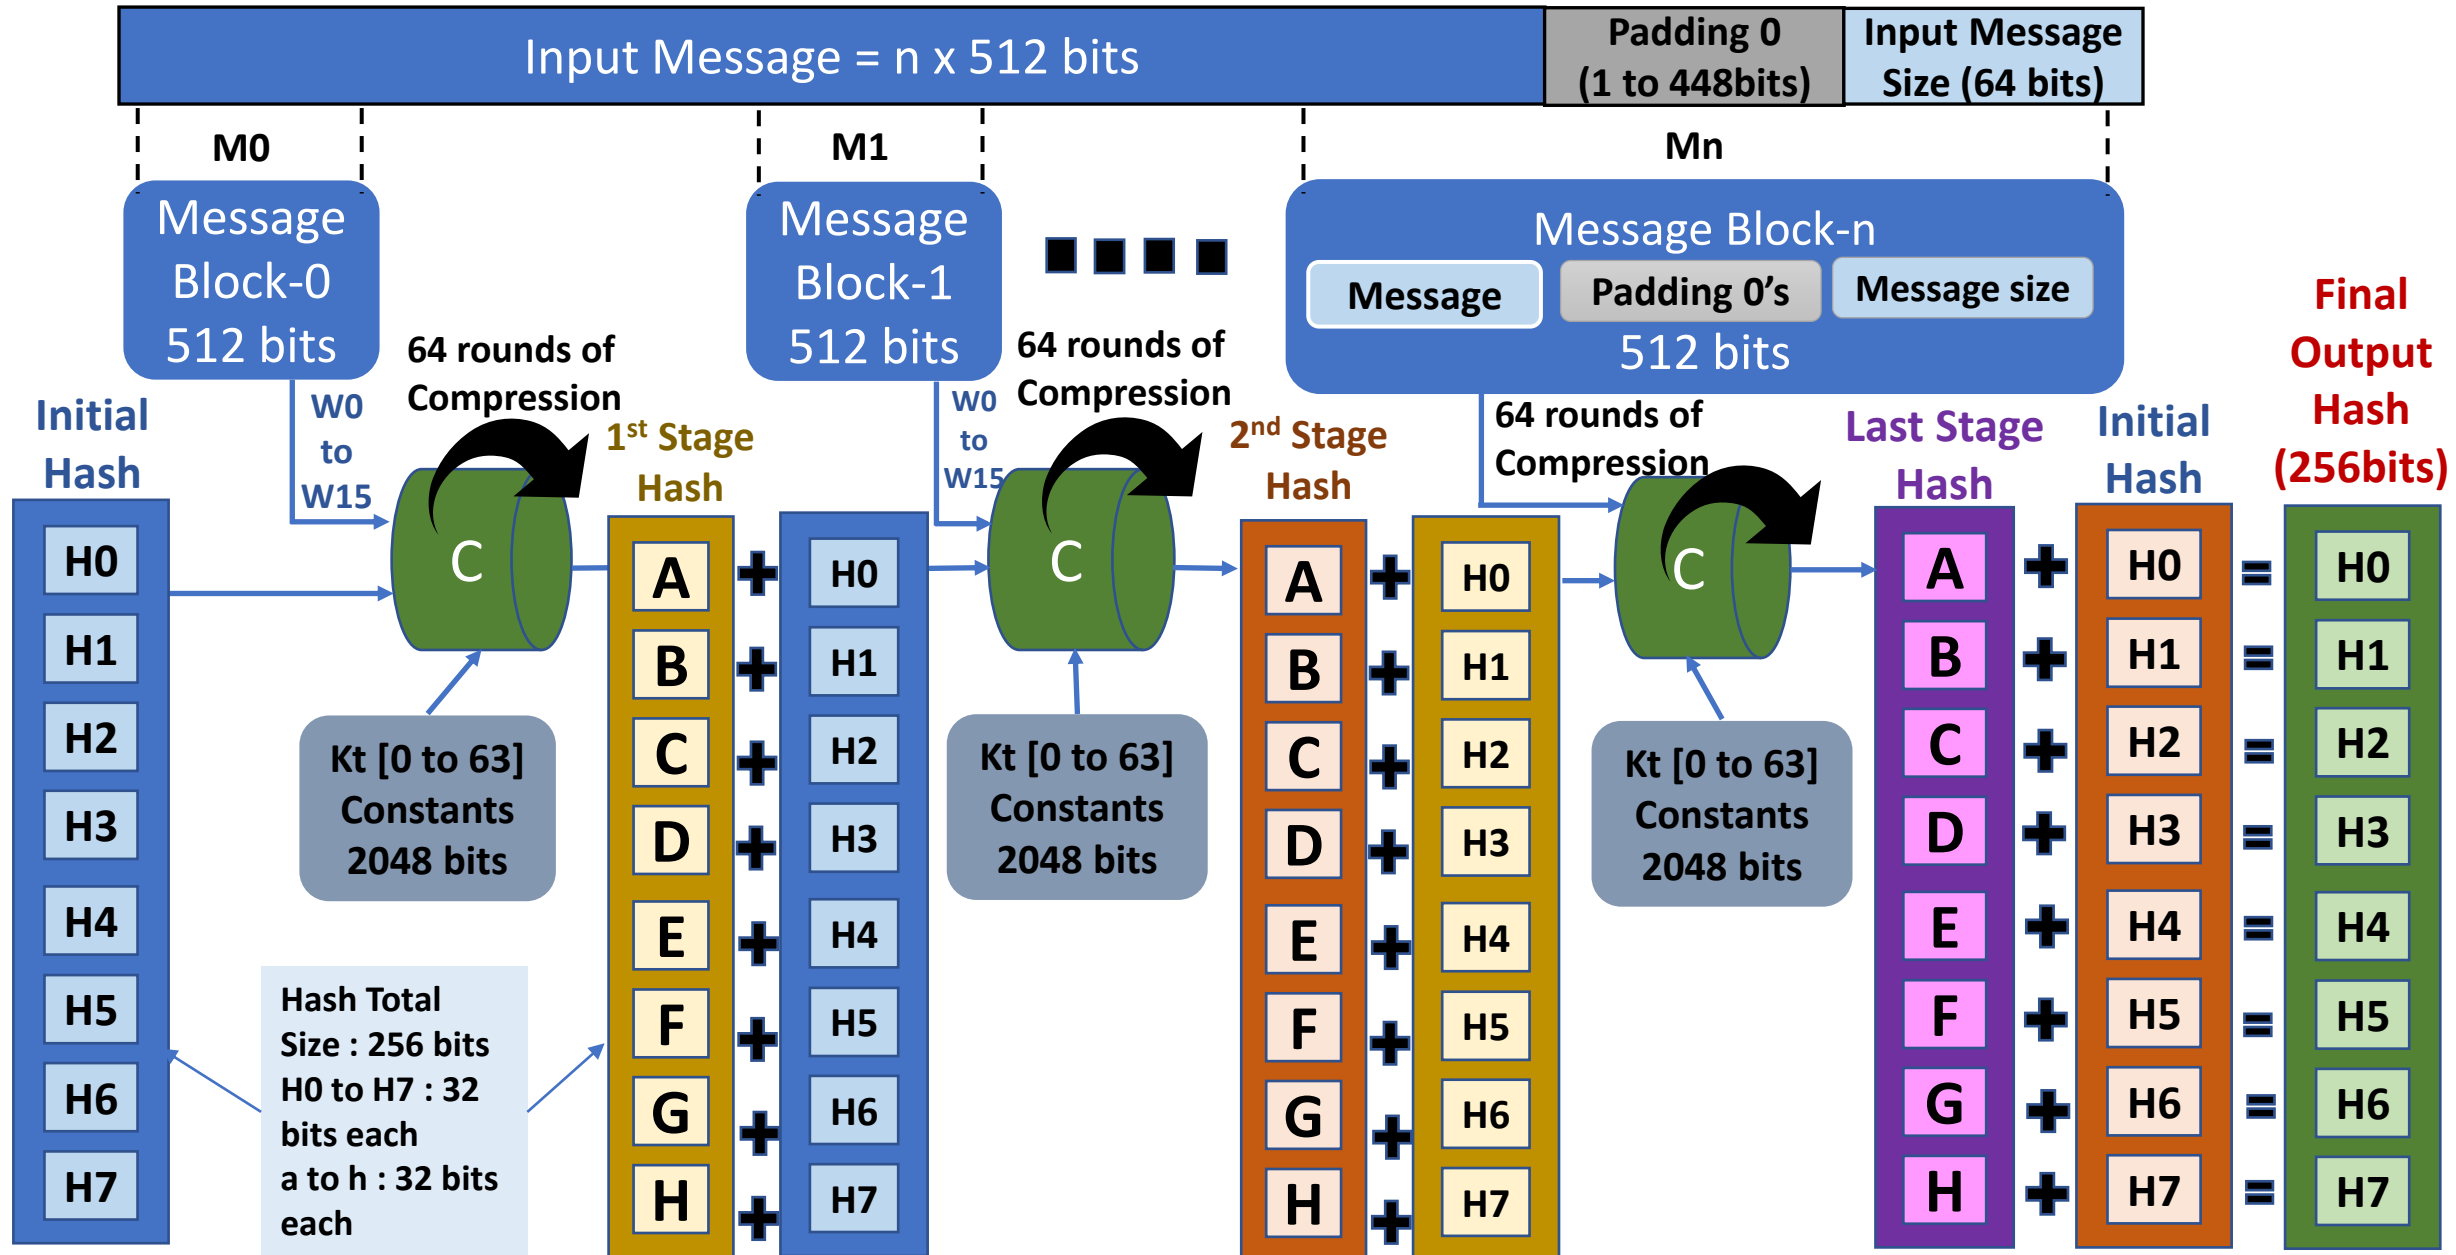 Input Message = n x 512 bits
Padding 0
(1 to 448bits)
Input Message
Size (64 bits)
M0
M1
Mn
Message
Block-0
512 bits
Message
Block-1
512 bits
Message Block-n
Message
Padding 0's
Message size
512 bits
64 rounds of
Compression
64 rounds of
Compression
64 rounds of
Compression
W0
to
W15
W0
to
W15
Initial
Hash
H0
H1
H2
H3
H4
H5
H6
H7
C
Kt [0 to 63]
Constants
2048 bits
Hash Total
Size : 256 bits
H0 to H7 : 32
bits each
a to h : 32 bits
each
1st Stage
Hash
A
B
C
D
E
F
G
H
+
+
+
+
+
+
+
+
H0
H1
H2
H3
H4
H5
H6
H7
C
Kt [0 to 63]
Constants
2048 bits
2nd Stage
Hash
A
B
C
D
E
F
G
H
+
+
+
+
+
+
+
+
H0
H1
H2
H3
H4
H5
H6
H7
C
Kt [0 to 63]
Constants
2048 bits
Last Stage
Hash
A
B
C
D
E
F
G
H
+
+
+
+
+
+
+
+
Initial
Hash
H0
H1
H2
H3
H4
H5
H6
H7
=
=
=
=
=
=
=
=
Final
Output
Hash
(256bits)
H0
H1
H2
H3
H4
H5
H6
H7